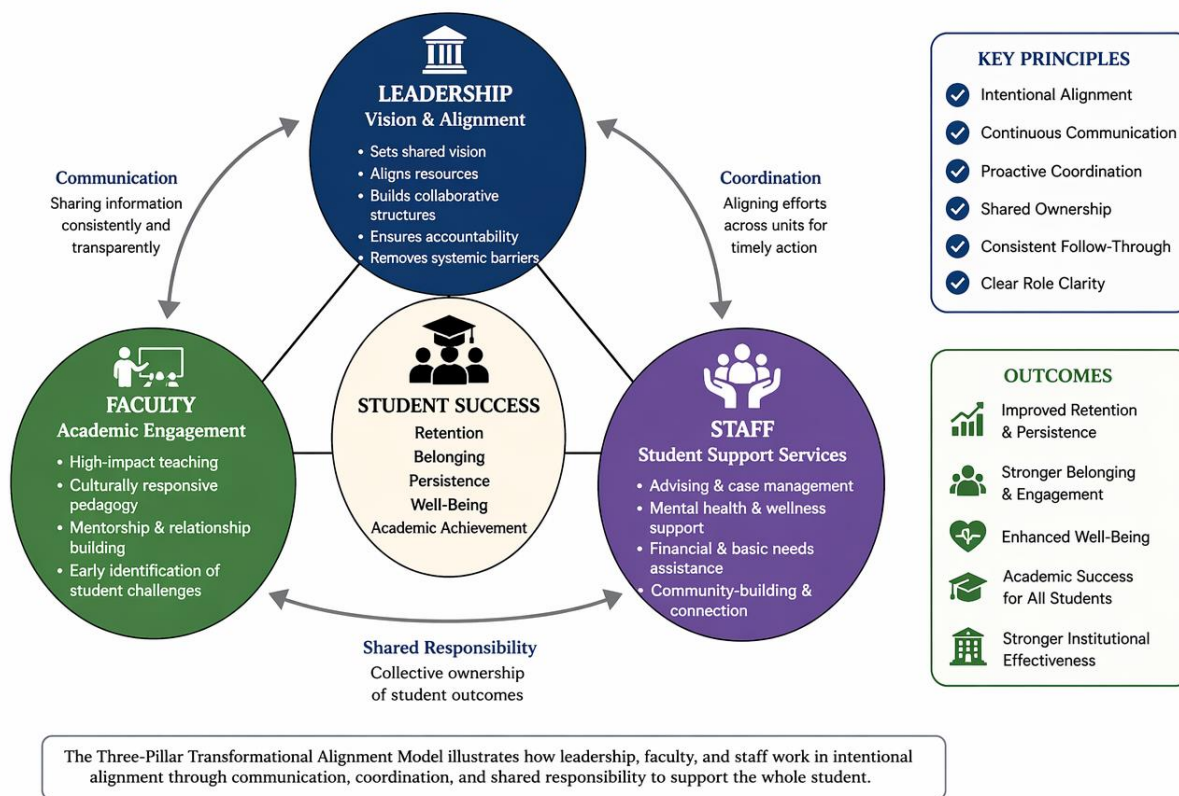 LEADERSHIP
Vision & Alignment
• Sets shared vision
• Aligns resources
• Builds collaborative
structures
• Ensures accountability
• Removes systemic barriers
Communication
Sharing information
consistently and
transparently
Coordination
Aligning efforts
across units for
timely action
FACULTY
Academic Engagement
• High-impact teaching
• Culturally responsive
pedagogy
• Mentorship & relationship
building
• Early identification of
student challenges
STUDENT SUCCESS
Retention
Belonging
Persistence
Well-Being
Academic Achievement
STAFF
Student Support Services
• Advising & case management
• Mental health & wellness
support
• Financial & basic needs
assistance
• Community-building &
connection
Shared Responsibility
Collective ownership
of student outcomes
KEY PRINCIPLES
Intentional Alignment
Continuous Communication
Proactive Coordination
Shared Ownership
Consistent Follow-Through
Clear Role Clarity
OUTCOMES
Improved Retention
& Persistence
Stronger Belonging
& Engagement
Enhanced Well-Being
Academic Success
for All Students
Stronger Institutional
Effectiveness
The Three-Pillar Transformational Alignment Model illustrates how leadership, faculty, and staff work in intentional
alignment through communication, coordination, and shared responsibility to support the whole student.